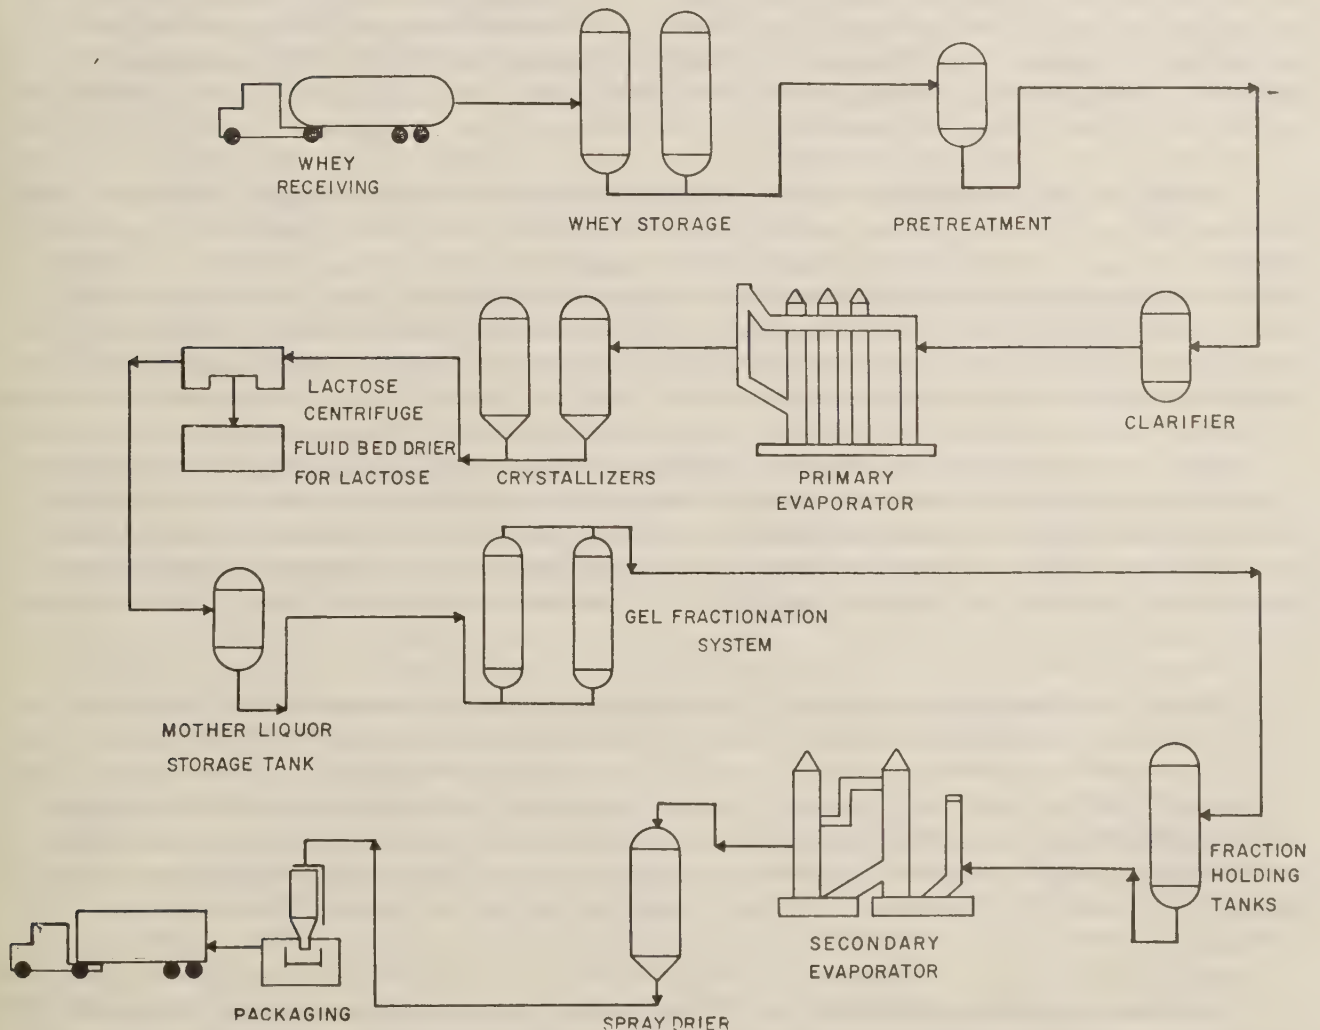 WHEY
RECEIVING
WHEY STORAGE
PRETREATMENT
LACTOSE
CENTRIFUGE
FLUID BED DRIER
FOR LACTOSE
CRYSTALLIZERS
PRIMARY
EVAPORATOR
CLARIFIER
MOTHER LIQUOR
STORAGE TANK
GEL FRACTIONATION
SYSTEM
FRACTION
HOLDING
TANKS
SECONDARY
EVAPORATOR
SPRAY DRIER
PACKAGING